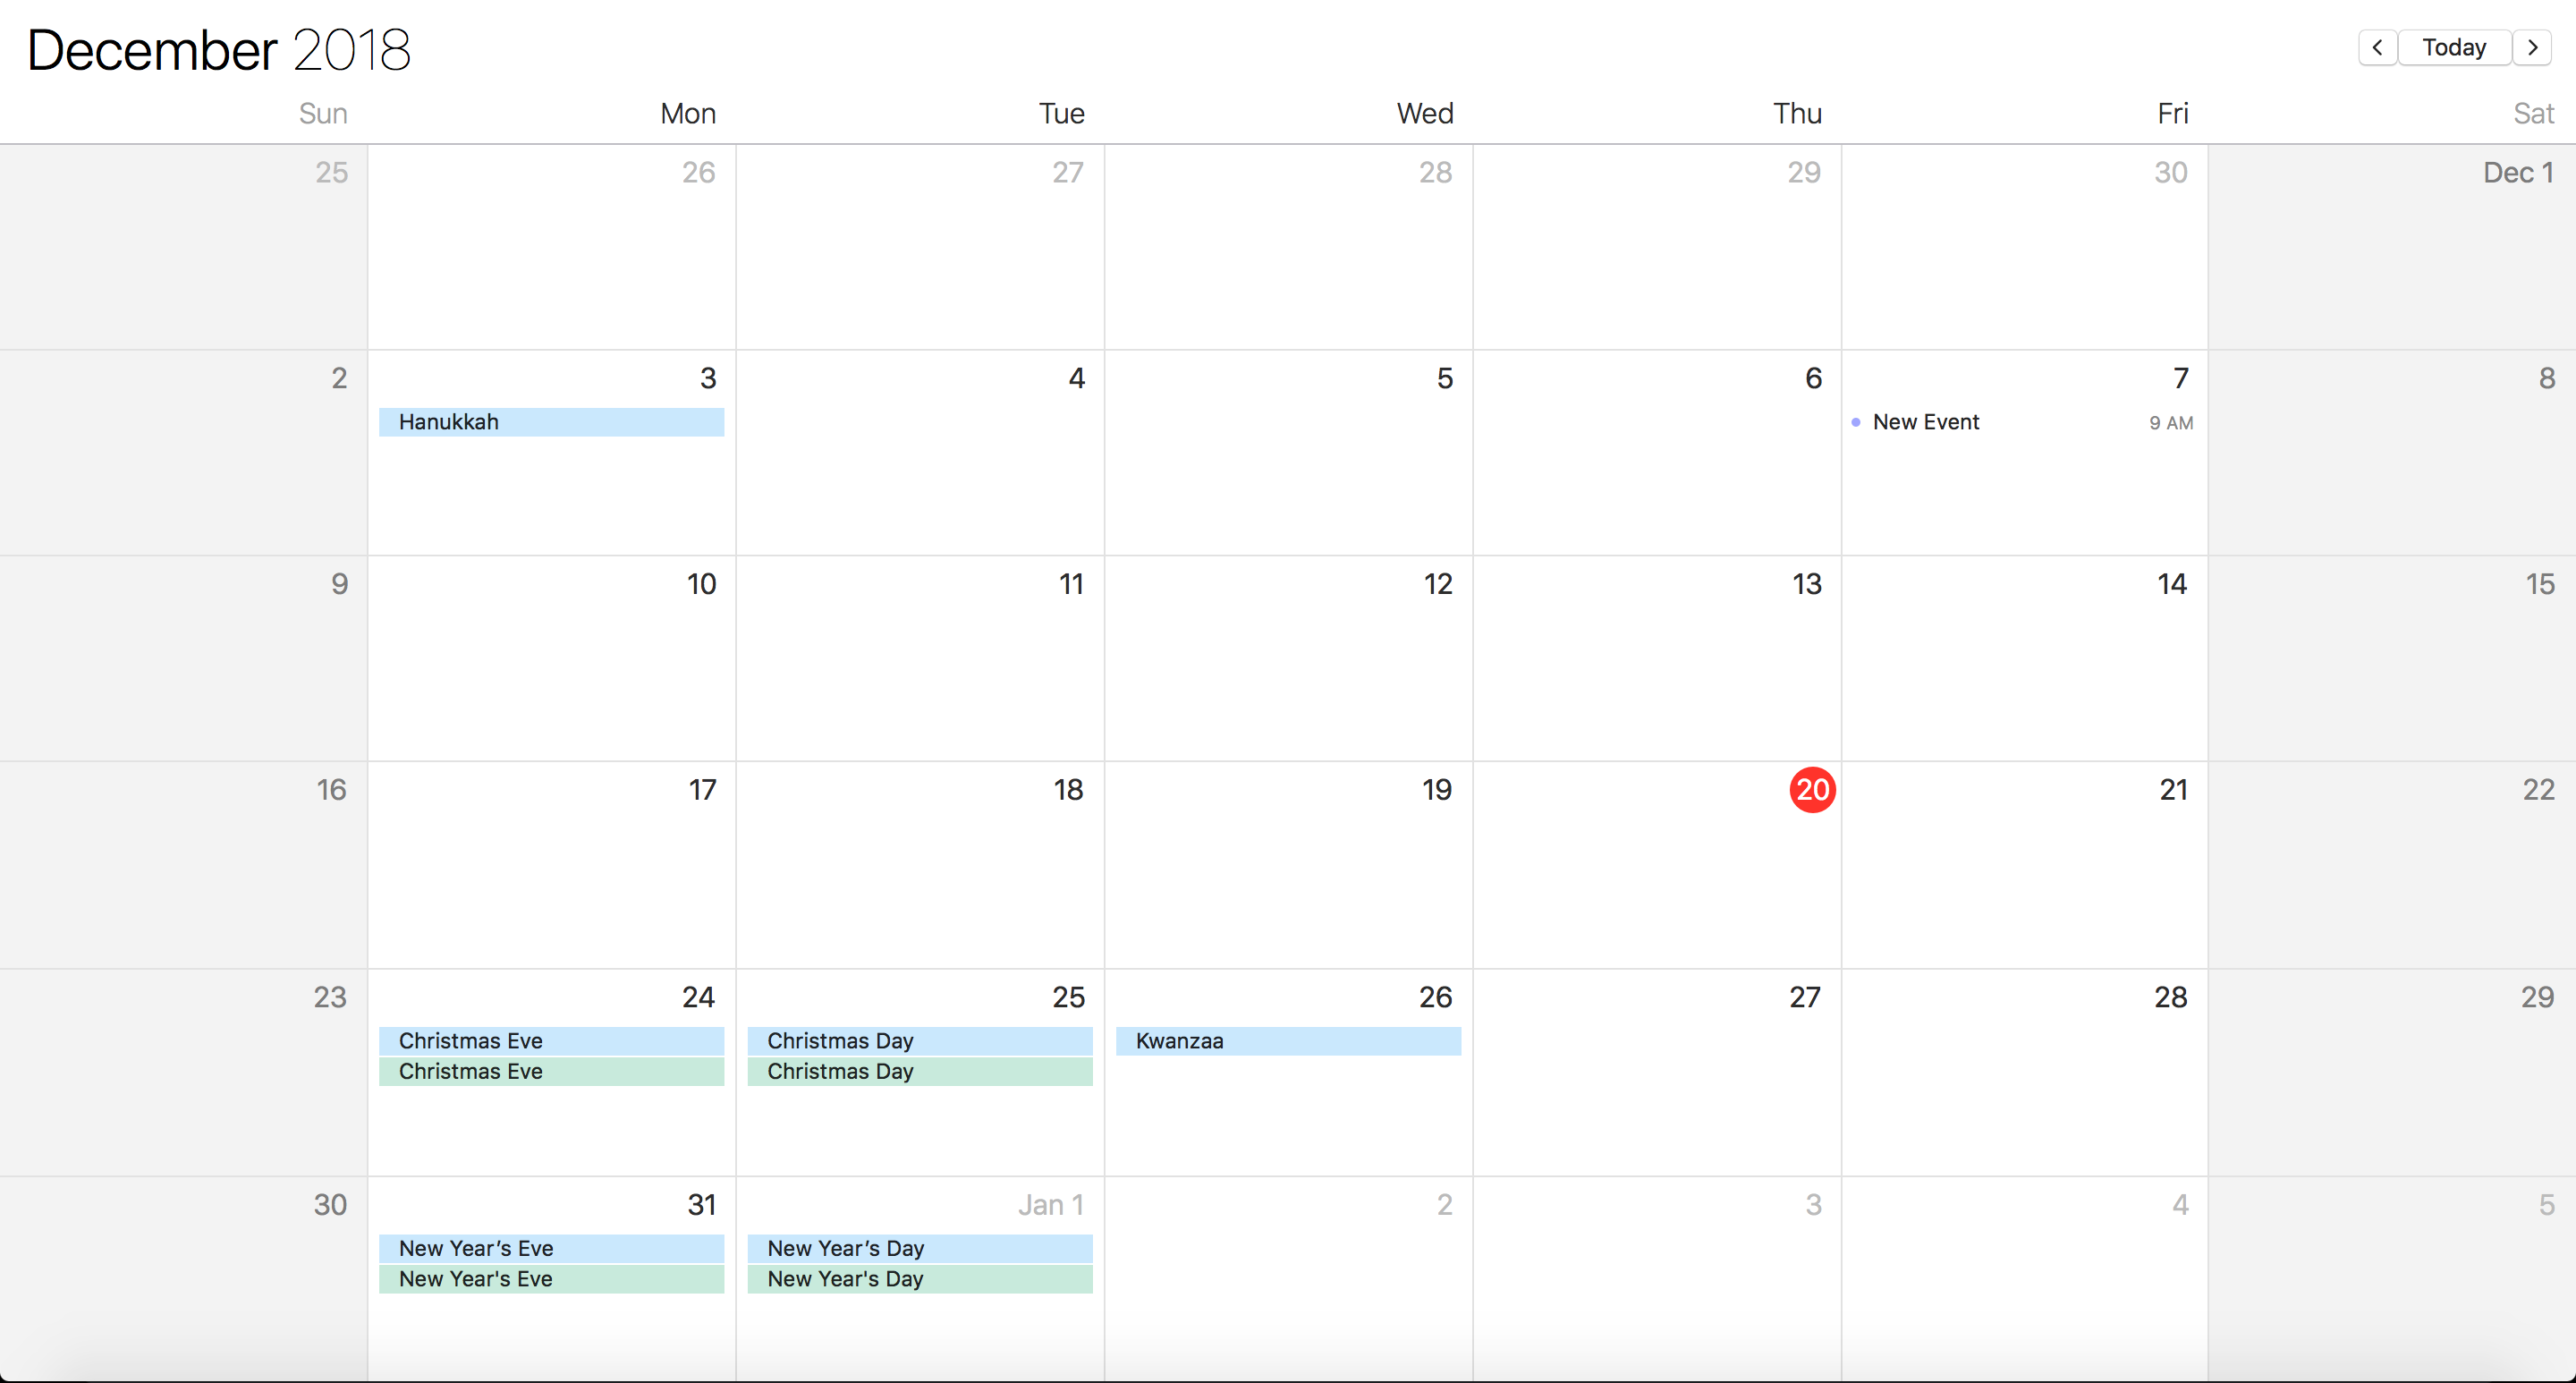 December 2018
Today
Sun Mon Tue Wed Thu Fri Sat
25 26 27 28 29 30 Dec 1
2 3 4 5 6 7 8
Hanukkah New Event 9 AM
9 10 11 12 13 14 15
16 17 18 19 20 21 22
23 24 25 26 27 28 29
Christmas Eve Christmas Day Kwanzaa
Christmas Eve Christmas Day
30 31 Jan 1 2 3 4 5
New Year’s Eve New Year’s Day
New Year's Eve New Year's Day